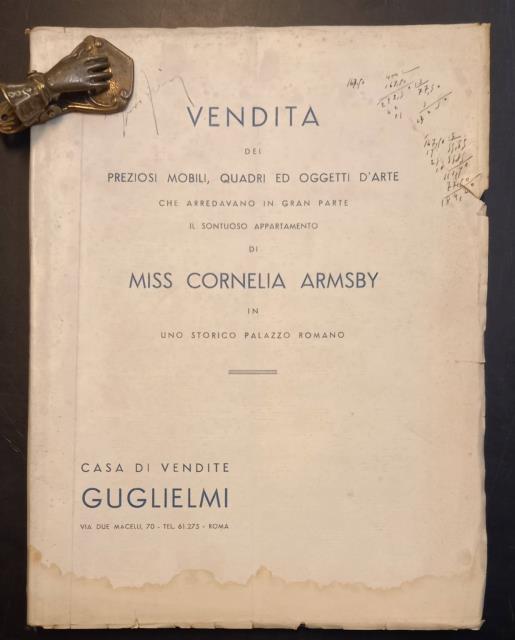 VENDITA
DEI
PREZIOSI MOBILI, QUADRI ED OGGETTI D'ARTE
CHE ARREDAVANO IN GRAN PARTE
IL SONTUOSO APPARTAMENTO
DI
MISS CORNELIA ARMSBY
IN
UNO STORICO PALAZZO ROMANO
CASA DI VENDITE
GUGLIELMI
VIA DUE MACELLI, 70 - TEL. 61.275 - ROMA